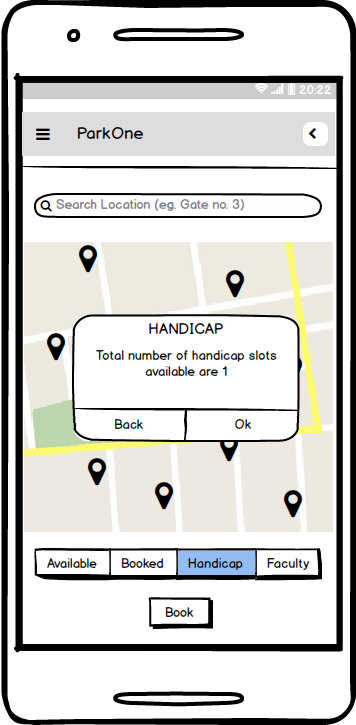 20:22
ParkOne
Search Location (eg. Gate no. 3)
HANDICAP
Total number of handicap slots
available are 1
Back Ok
Available Booked Handicap Faculty
Book